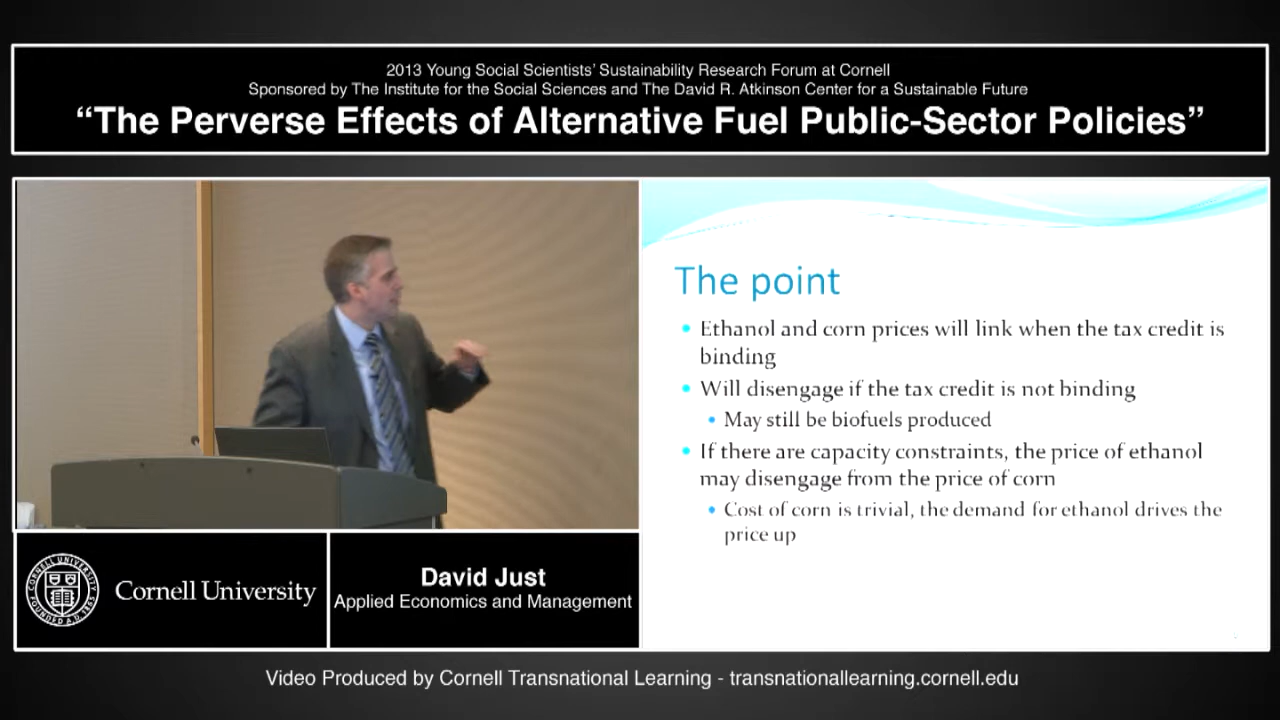 2013 Young Social Scientists’ Sustainability Research Forum at Cornell
Sponsored by The Institute for the Social Sciences and The David R. Atkinson Center for a Sustainable Future
“The Perverse Effects of Alternative Fuel Public-Sector Policies”
The point
• Ethanol and corn prices will link when the tax credit is
binding
• Will disengage if the tax credit is not binding
• May still be biofuels produced
• If there are capacity constraints, the price of ethanol
may disengage from the price of corn
• Cost of corn is trivial, the demand for ethanol drives the
price up
Cornell University
David Just
Applied Economics and Management
Video Produced by Cornell Transnational Learning - transnationallearning.cornell.edu